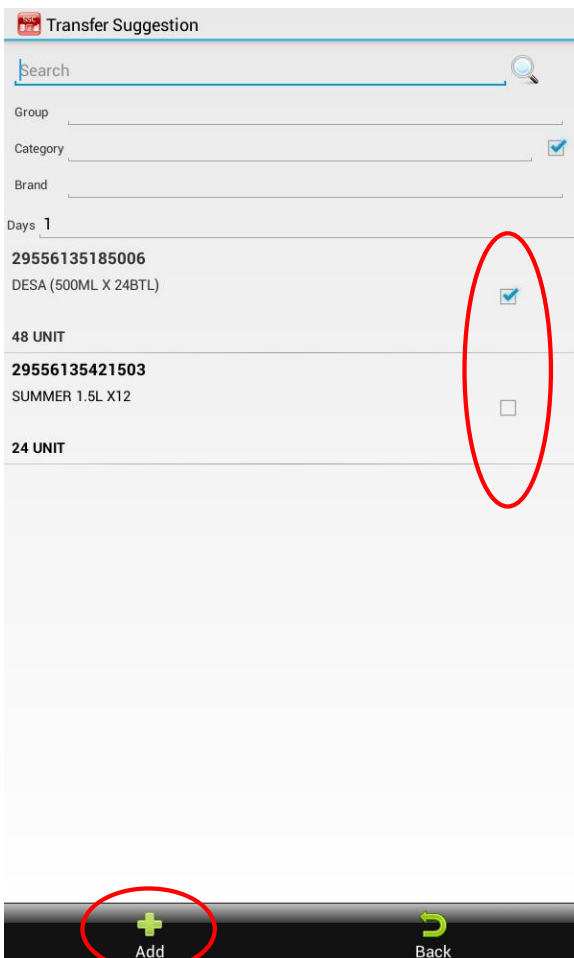 SSC
Transfer Suggestion
Search
Group
Category
Brand
Days 1
29556135185006
DESA (500ML X 24BTL)
48 UNIT
29556135421503
SUMMER 1.5L X12
24 UNIT
Add Back